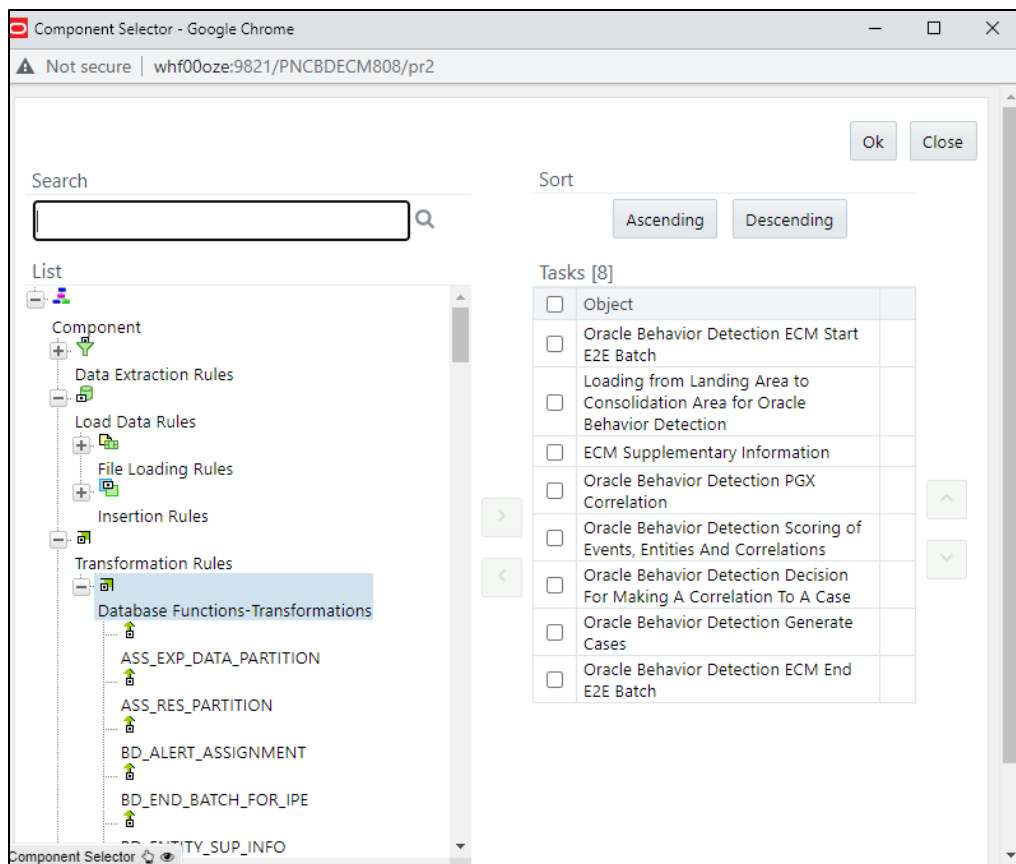 Component Selector - Google Chrome
Not secure | whf00oze:9821/PNCBDECM808/pr2
Ok
Close
Search
Sort
Ascending
Descending
List
Tasks [8]
Component
Data Extraction Rules
Load Data Rules
File Loading Rules
Insertion Rules
Transformation Rules
Database Functions-Transformations
ASS_EXP_DATA_PARTITION
ASS_RES_PARTITION
BD_ALERT_ASSIGNMENT
BD_END_BATCH_FOR_IPE
BD_ENTITY_SUP_INFO
Object
Oracle Behavior Detection ECM Start
E2E Batch
Loading from Landing Area to
Consolidation Area for Oracle
Behavior Detection
ECM Supplementary Information
Oracle Behavior Detection PGX
Correlation
Oracle Behavior Detection Scoring of
Events, Entities And Correlations
Oracle Behavior Detection Decision
For Making A Correlation To A Case
Oracle Behavior Detection Generate
Cases
Oracle Behavior Detection ECM End
E2E Batch
Component Selector